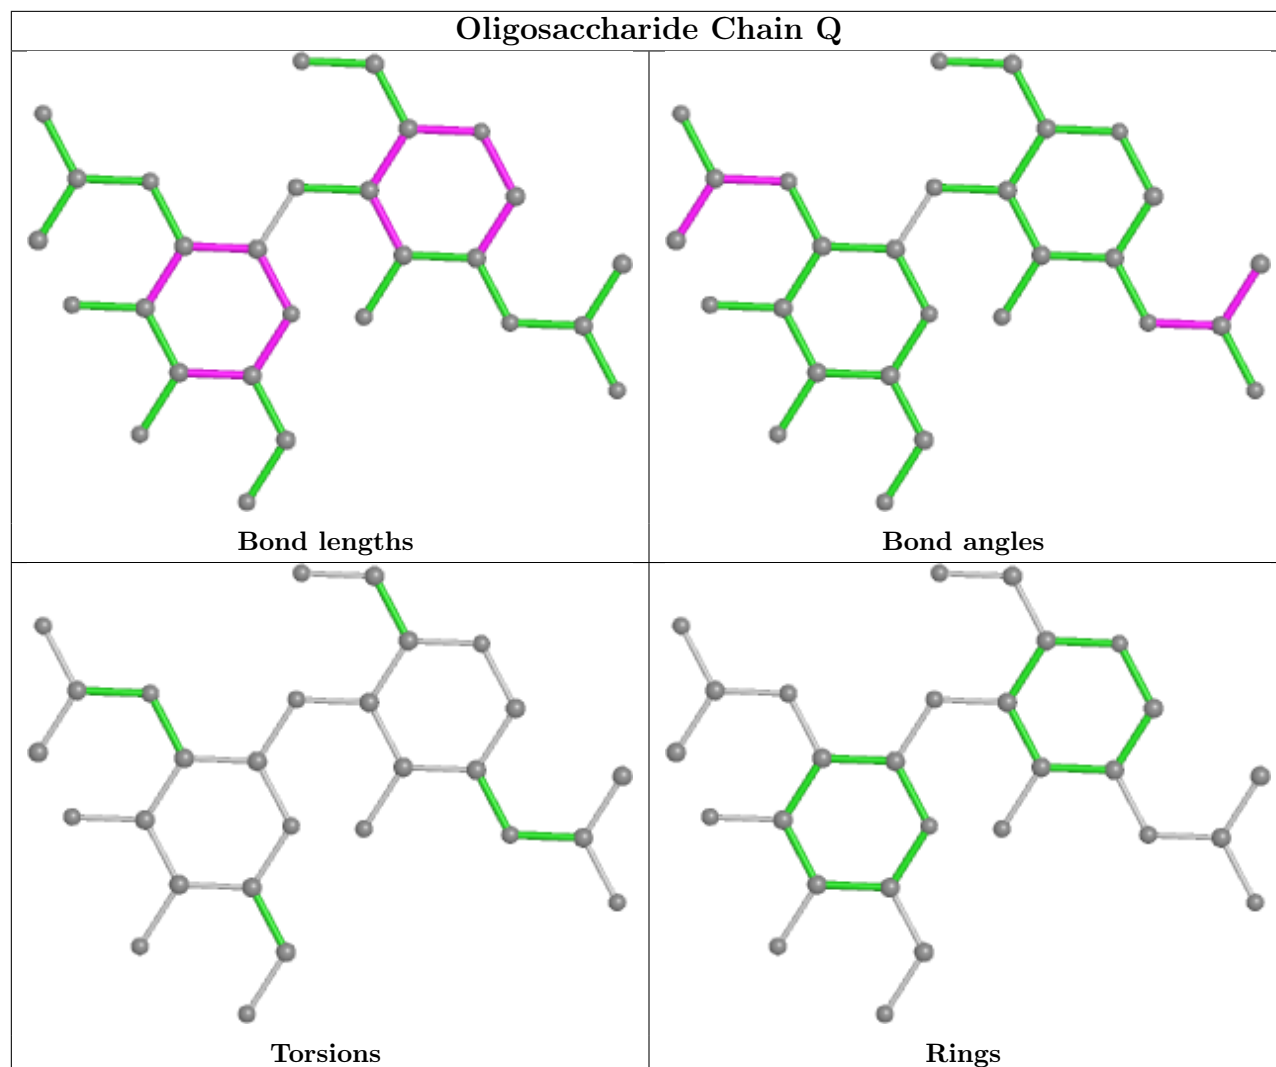 Oligosaccharide Chain Q
Bond lengths
Bond angles
Torsions
Rings